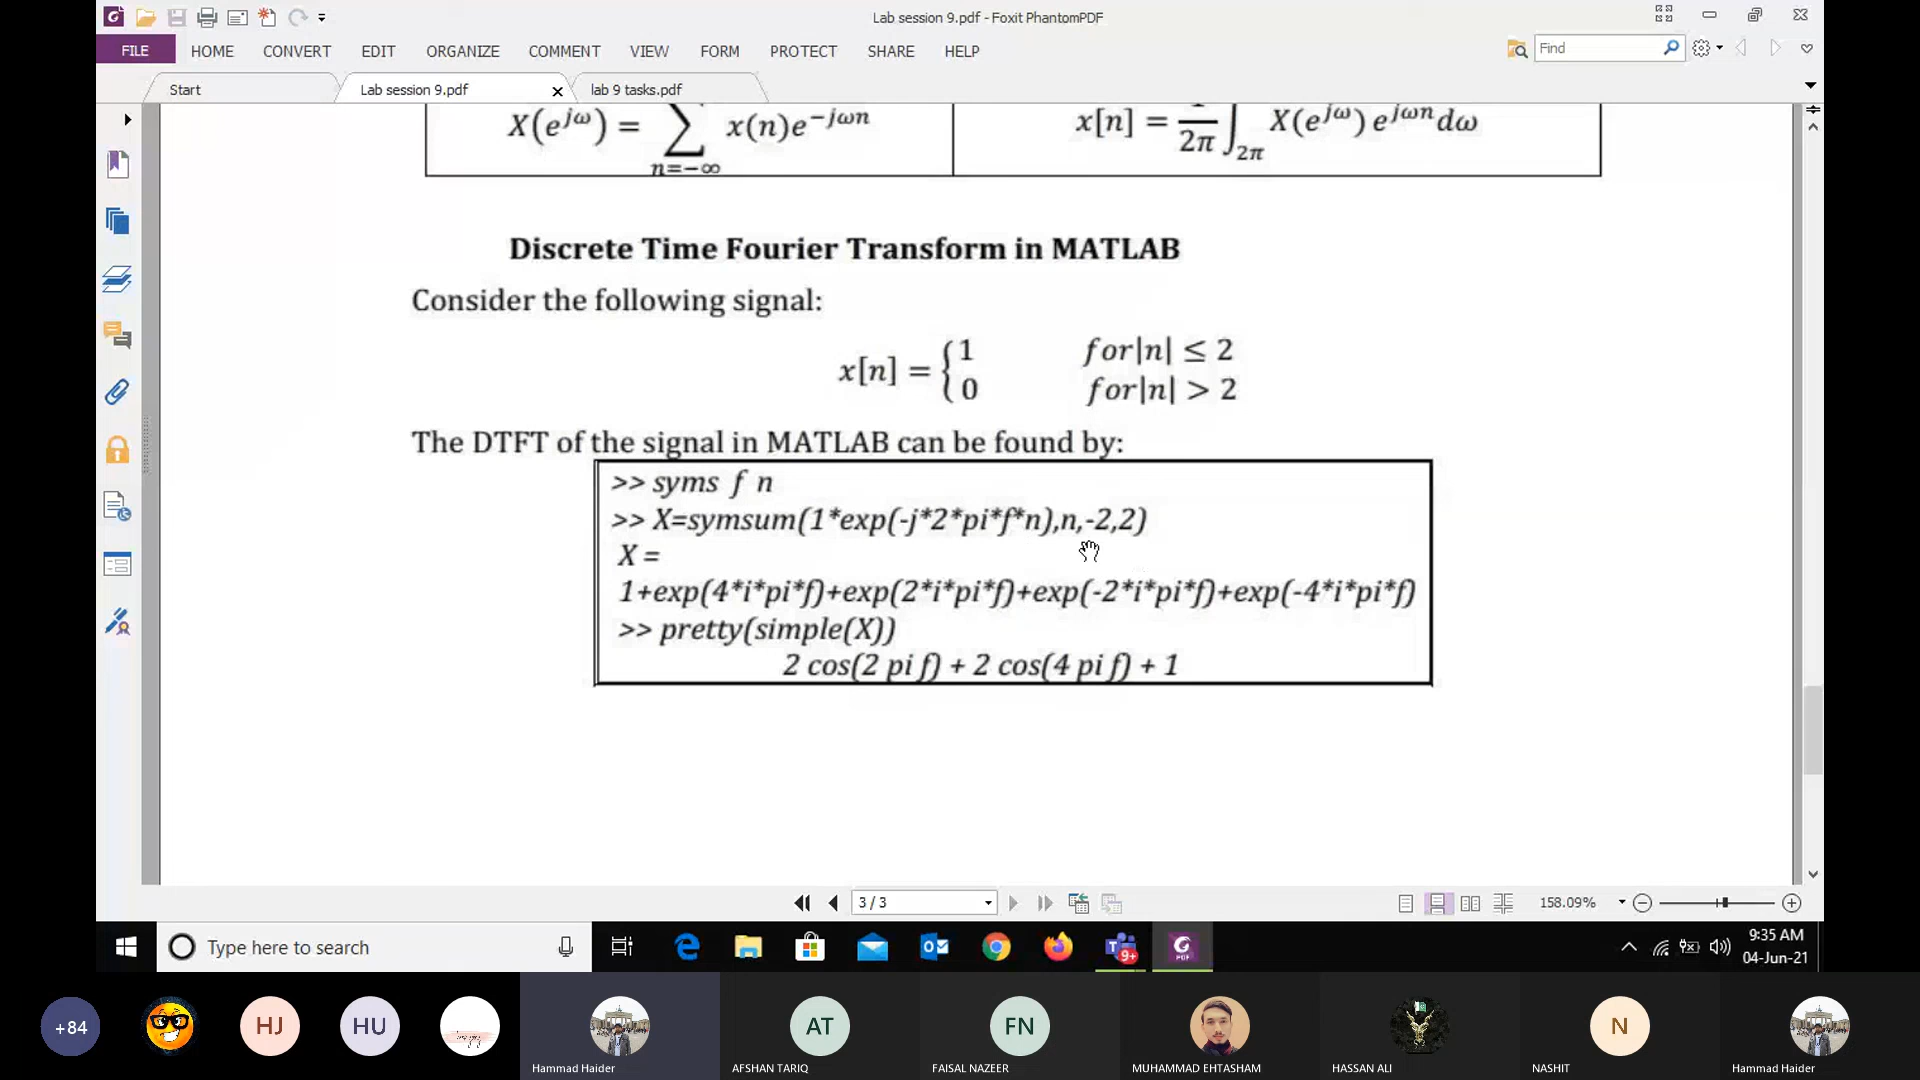 Lab session 9.pdf - Foxit PhantomPDF
FILE HOME CONVERT EDIT ORGANIZE COMMENT VIEW FORM PROTECT SHARE HELP Find
Start Lab session 9.pdf lab 9 tasks.pdf
X(e^{jω}) = ∑ x(n)e^{−jωn}
n=−∞
x[n] = 1/2π ∫_{2π} X(e^{jω}) e^{jωn} dω
Discrete Time Fourier Transform in MATLAB
Consider the following signal:
x[n] = { 1 for|n| ≤ 2
0 for|n| > 2
The DTFT of the signal in MATLAB can be found by:
>> syms f n
>> X=symsum(1*exp(-j*2*pi*f*n),n,-2,2)
X =
1+exp(4*i*pi*f)+exp(2*i*pi*f)+exp(-2*i*pi*f)+exp(-4*i*pi*f)
>> pretty(simple(X))
2 cos(2 pi f) + 2 cos(4 pi f) + 1
3 / 3 158.09%
Type here to search 9+ PDF 9:35 AM
04-Jun-21
+84 HJ HU AT FN N
Hammad Haider AFSHAN TARIQ FAISAL NAZEER MUHAMMAD EHTASHAM HASSAN ALI NASHIT Hammad Haider